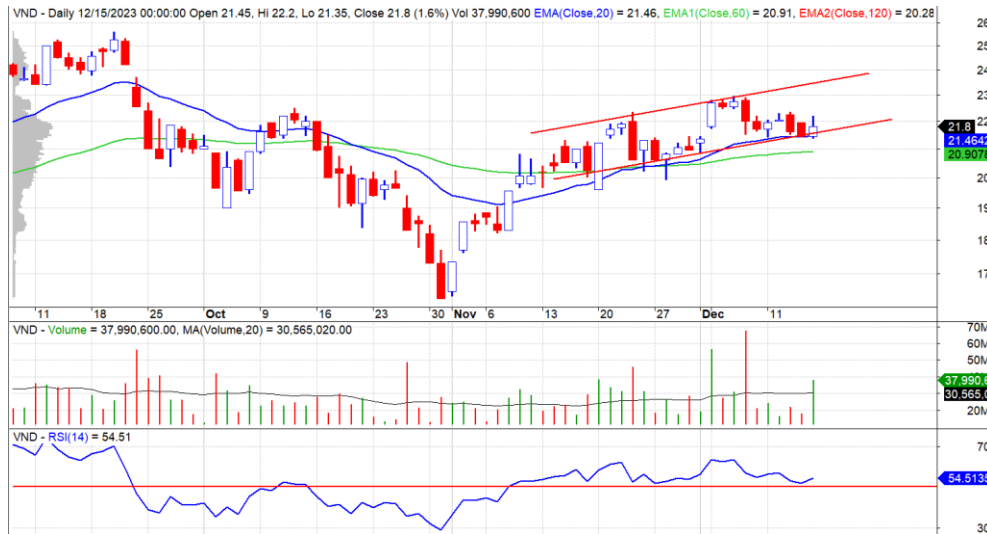 VND - Daily 12/15/2023 00:00:00 Open 21.45, Hi 22.2, Lo 21.35, Close 21.8 (1.6%) Vol 37,990,600 EMA(Close,20) = 21.46, EMA1(Close,60) = 20.91, EMA2(Close,120) = 20.28
26
24
23
22
21.8
21.4642
20.9076
20
19
18
17
11 18 25 Oct 9 16 23 30 Nov 6 13 20 27 Dec 11
VND - Volume = 37,990,600.00, MA(Volume,20) = 30,565,020.00
70M
60M
50M
37,990,6
30,565,0
20M
VND - RSI(14) = 54.51
70
54.5135
30